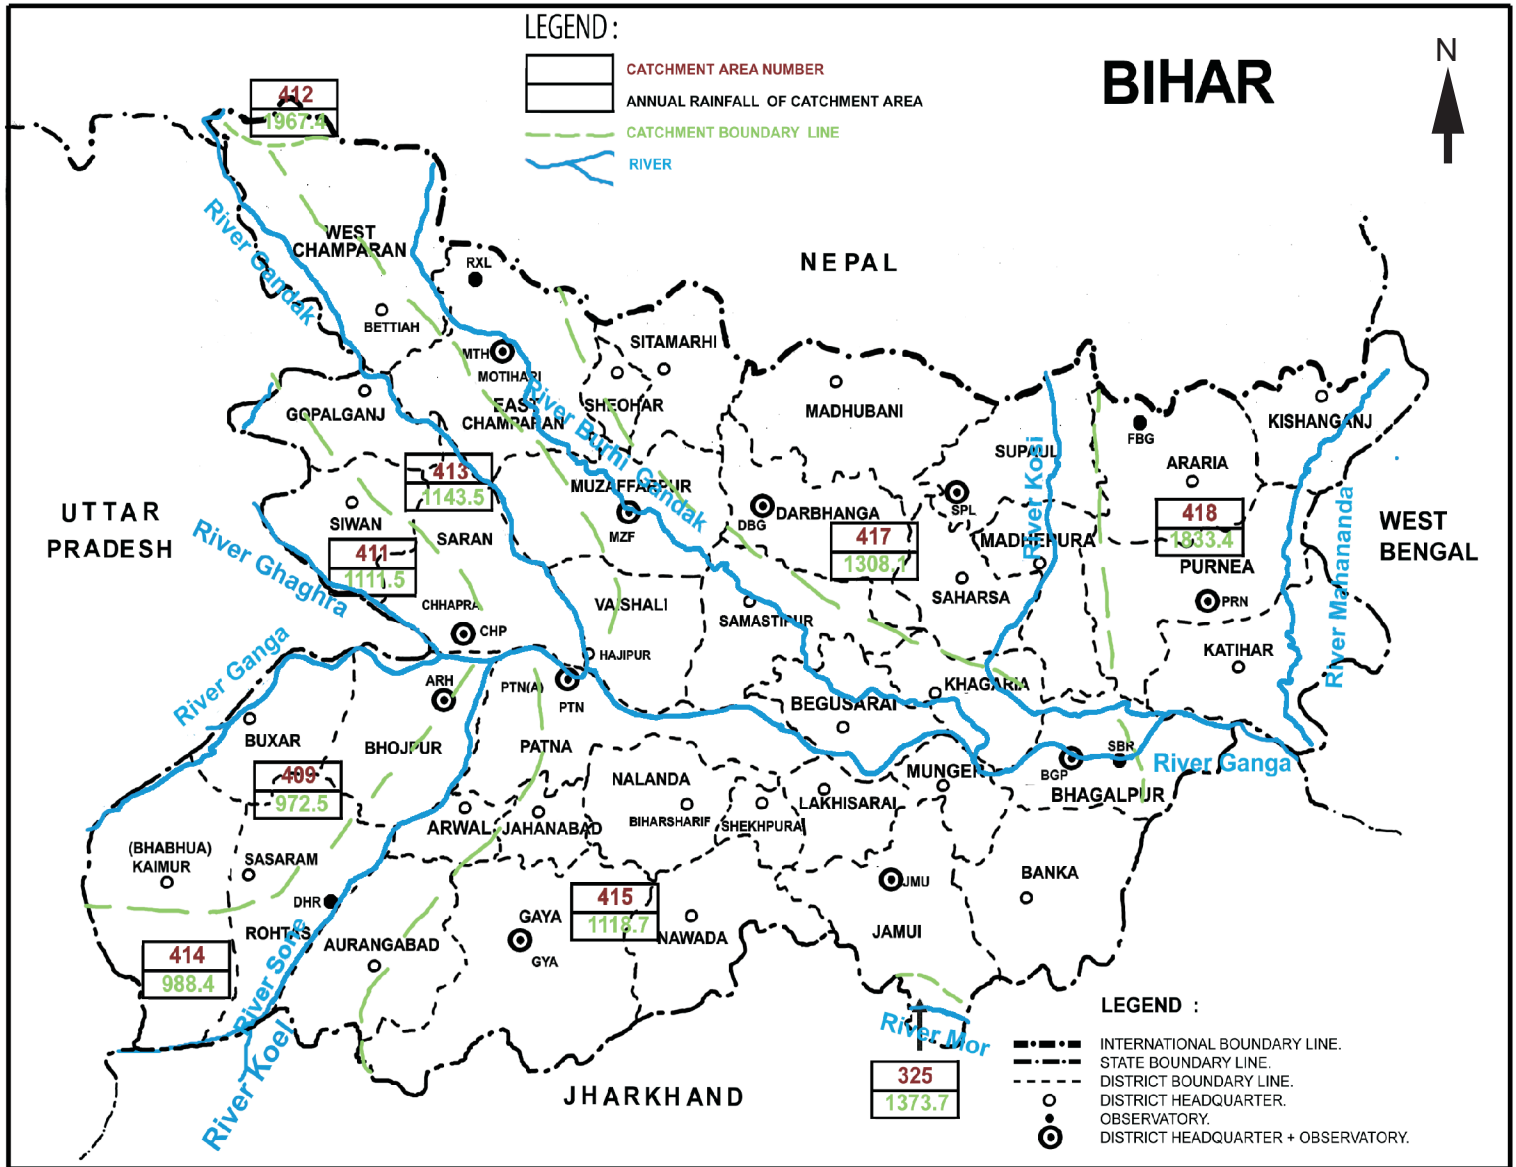 LEGEND :
CATCHMENT AREA NUMBER
ANNUAL RAINFALL OF CATCHMENT AREA
CATCHMENT BOUNDARY LINE
RIVER
BIHAR
N
412
1967.4
River Gandak
WEST
CHAMPARAN
BETTIAH
RXL
NEPAL
MTH
MOTIHARI
EAST
CHAMPARAN
SHEOHAR
SITAMARHI
River Burhi Gandak
MADHUBANI
GOPALGANJ
413
1143.5
MUZAFFARPUR
MZF
DBG
DARBHANGA
SUPAUL
SPL
River Kosi
FBG
ARARIA
KISHANGANJ
418
1833.4
PURNEA
PRN
River Mahananda
WEST
BENGAL
UTTAR
PRADESH
SIWAN
SARAN
411
1111.5
River Ghaghra
CHHAPRA
CHP
417
1308.1
MADHEPURA
SAHARSA
VAISHALI
SAMASTIPUR
HAJIPUR
KATIHAR
River Ganga
ARH
PTN(A)
PTN
BEGUSARAI
KHAGARIA
BUXAR
BHOJPUR
PATNA
NALANDA
MUNGER
BGP
SBR
BHAGALPUR
River Ganga
409
972.5
ARWAL
JAHANABAD
BIHARSHARIF
SHEKHPURA
LAKHISARAI
(BHABHUA)
KAIMUR
SASARAM
DHR
ROHTAS
AURANGABAD
415
1118.7
GAYA
GYA
NAWADA
JMU
JAMUI
BANKA
414
988.4
River Sone
River Koel
River Mor
325
1373.7
JHARKHAND
LEGEND :
INTERNATIONAL BOUNDARY LINE.
STATE BOUNDARY LINE.
DISTRICT BOUNDARY LINE.
DISTRICT HEADQUARTER.
OBSERVATORY.
DISTRICT HEADQUARTER + OBSERVATORY.